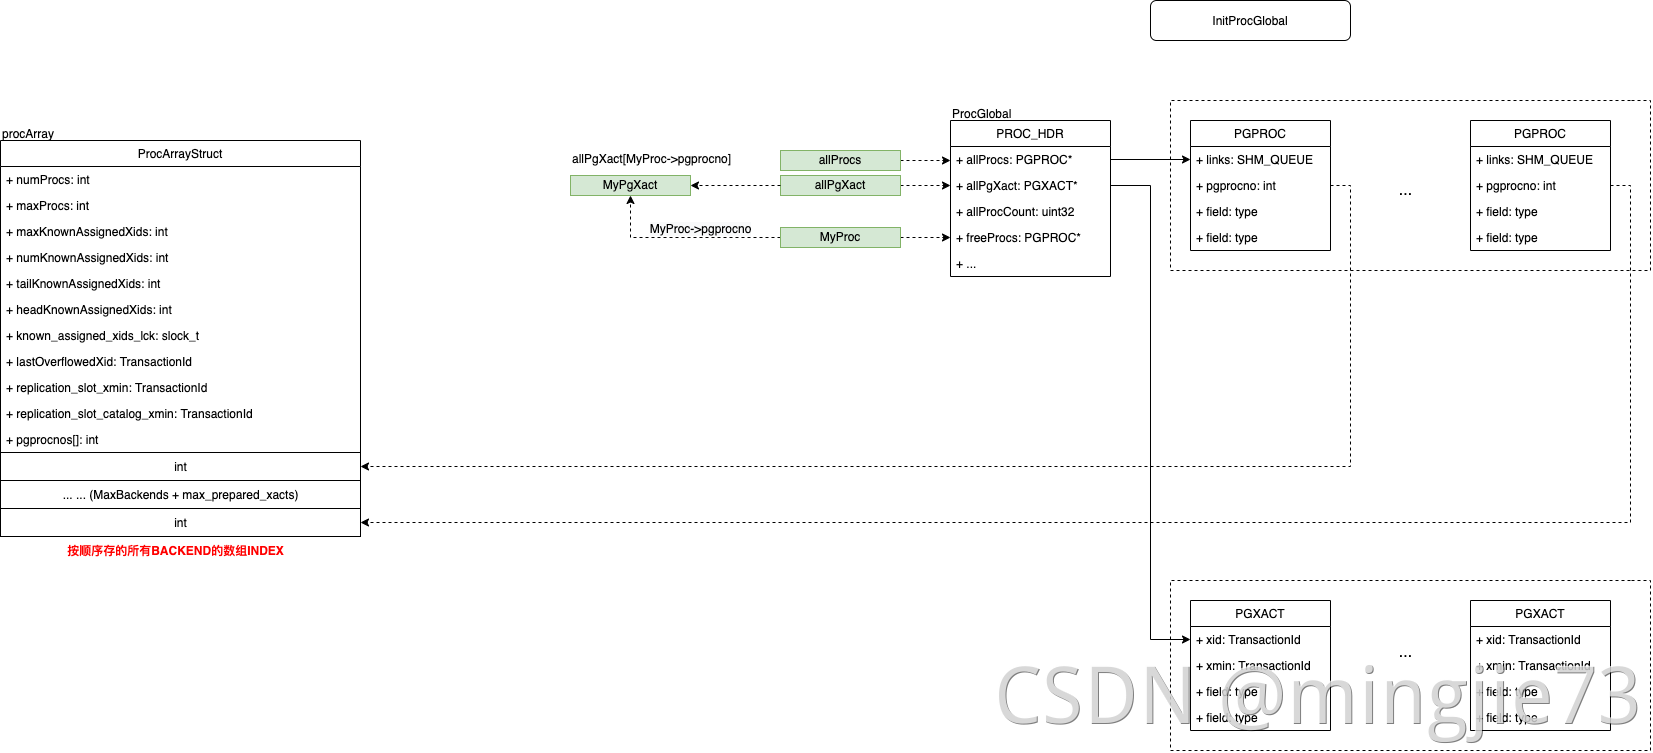 InitProcGlobal
procArray
ProcArrayStruct
+ numProcs: int
+ maxProcs: int
+ maxKnownAssignedXids: int
+ numKnownAssignedXids: int
+ tailKnownAssignedXids: int
+ headKnownAssignedXids: int
+ known_assigned_xids_lck: slock_t
+ lastOverflowedXid: TransactionId
+ replication_slot_xmin: TransactionId
+ replication_slot_catalog_xmin: TransactionId
+ pgprocnos[]: int
int
... ... (MaxBackends + max_prepared_xacts)
int
按顺序存的所有BACKEND的数组INDEX
allPgXact[MyProc->pgprocno]
MyPgXact
MyProc->pgprocno
allProcs
allPgXact
MyProc
ProcGlobal
PROC_HDR
+ allProcs: PGPROC*
+ allPgXact: PGXACT*
+ allProcCount: uint32
+ freeProcs: PGPROC*
+ ...
PGPROC
+ links: SHM_QUEUE
+ pgprocno: int
+ field: type
+ field: type
...
PGPROC
+ links: SHM_QUEUE
+ pgprocno: int
+ field: type
+ field: type
PGXACT
+ xid: TransactionId
+ xmin: TransactionId
+ field: type
+ field: type
...
PGXACT
+ xid: TransactionId
+ xmin: TransactionId
+ field: type
+ field: type
CSDN @mingjie73